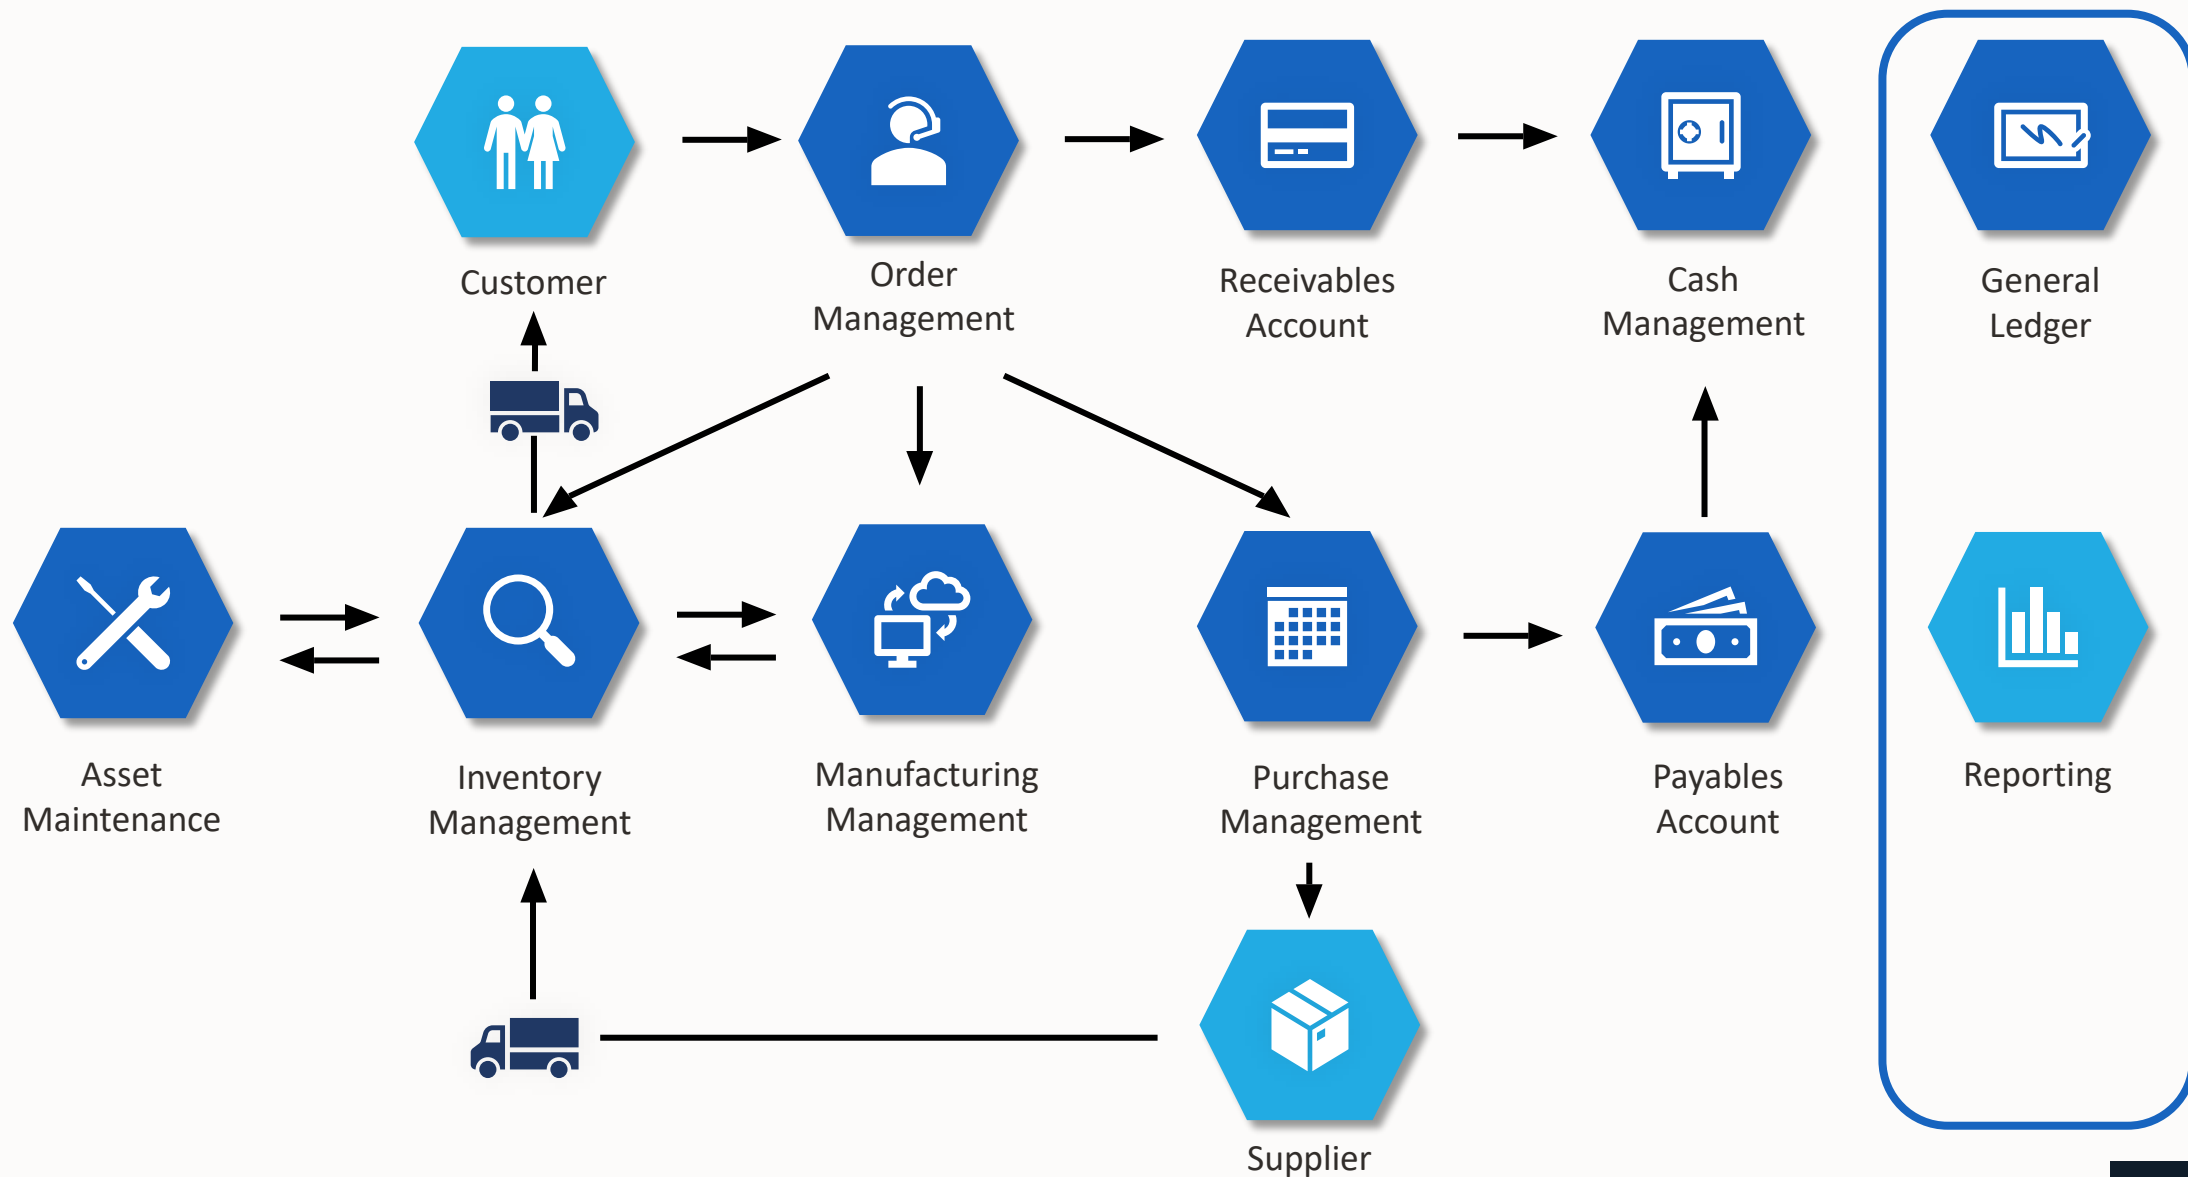 Customer
Order
Management
Receivables
Account
Cash
Management
General
Ledger
Asset
Maintenance
Inventory
Management
Manufacturing
Management
Purchase
Management
Payables
Account
Reporting
Supplier